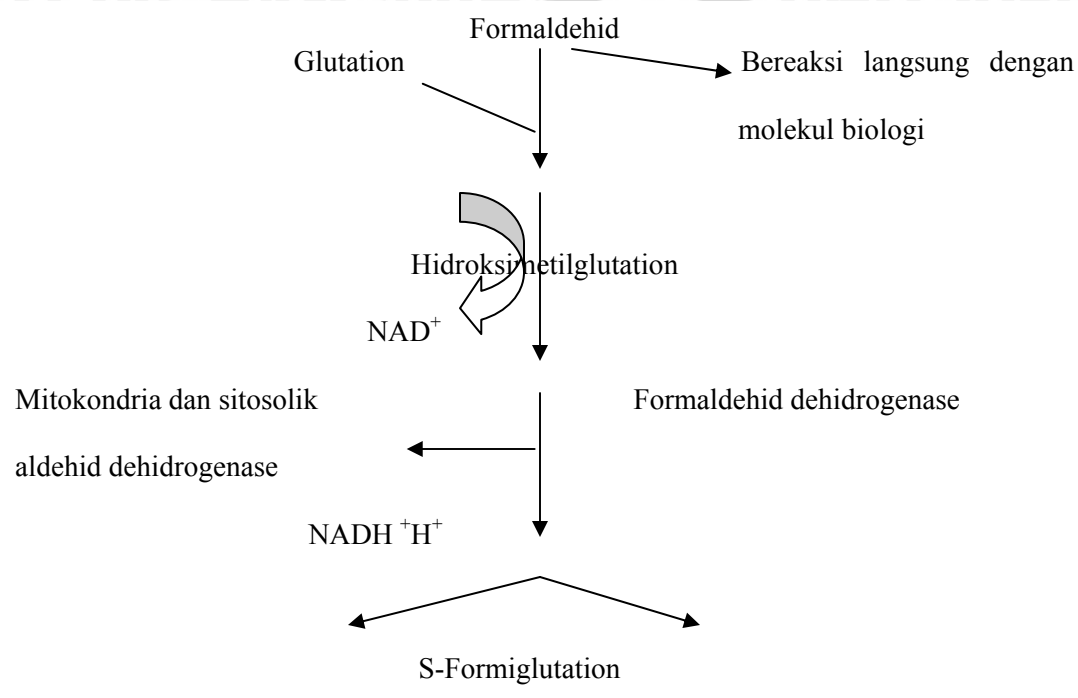 Formaldehid
Glutation
Bereaksi langsung dengan
molekul biologi
Hidroksimetilglutation
NAD+
Mitokondria dan sitosolik
aldehid dehidrogenase
Formaldehid dehidrogenase
NADH +H+
S-Formiglutation